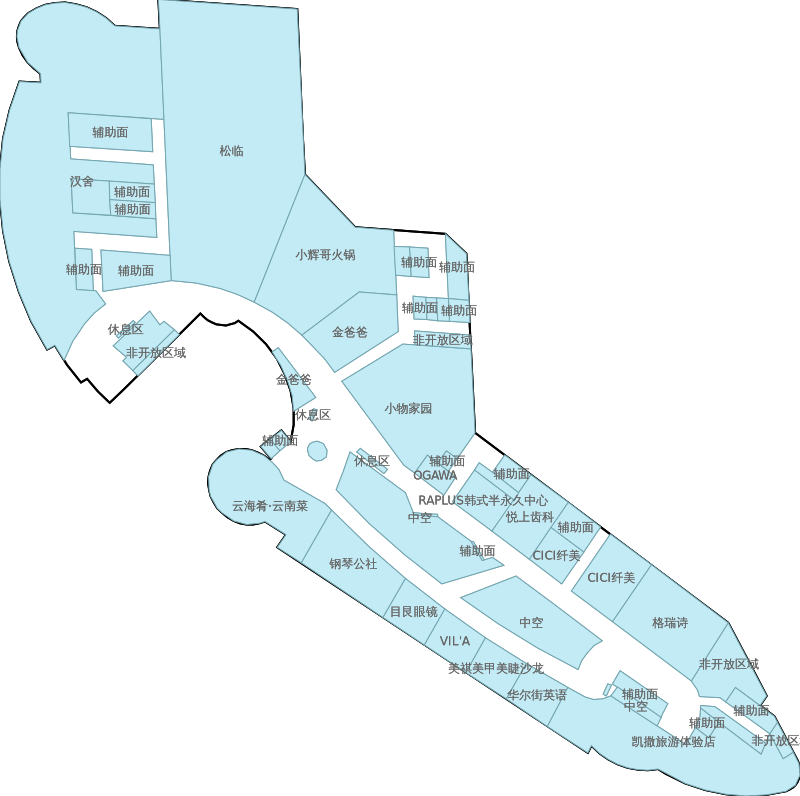 辅助面
松临
汉舍
辅助面
辅助面
小辉哥火锅
辅助面
辅助面
辅助面
辅助面
辅助面
辅助面
休息区
金爸爸
非开放区域
非开放区域
金爸爸
小物家园
休息区
辅助面
休息区
辅助面
OGAWA
辅助面
RAPLUS韩式半永久中心
云海肴·云南菜
中空
悦上齿科
辅助面
辅助面
CICI纤美
钢琴公社
CICI纤美
目艮眼镜
中空
格瑞诗
VIL'A
美祺美甲美睫沙龙
非开放区域
华尔街英语
辅助面
中空
辅助面
辅助面
凯撒旅游体验店
非开放区